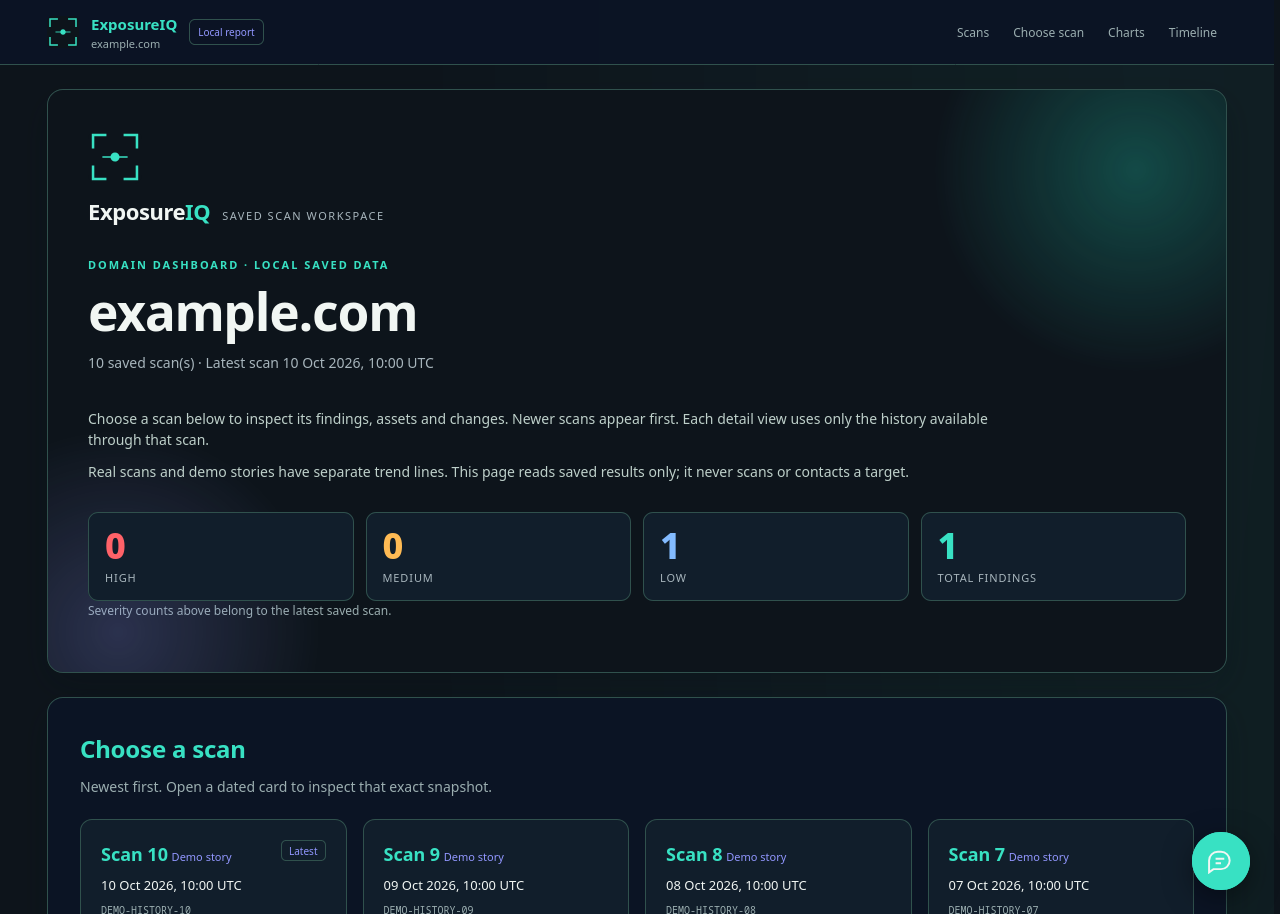 ExposureIQ
example.com
Local report
Scans
Choose scan
Charts
Timeline
ExposureIQ SAVED SCAN WORKSPACE
DOMAIN DASHBOARD · LOCAL SAVED DATA
example.com
10 saved scan(s) · Latest scan 10 Oct 2026, 10:00 UTC
Choose a scan below to inspect its findings, assets and changes. Newer scans appear first. Each detail view uses only the history available
through that scan.
Real scans and demo stories have separate trend lines. This page reads saved results only; it never scans or contacts a target.
0
HIGH
0
MEDIUM
1
LOW
1
TOTAL FINDINGS
Severity counts above belong to the latest saved scan.
Choose a scan
Newest first. Open a dated card to inspect that exact snapshot.
Scan 10 Demo story
Latest
10 Oct 2026, 10:00 UTC
DEMO-HISTORY-10
Scan 9 Demo story
09 Oct 2026, 10:00 UTC
DEMO-HISTORY-09
Scan 8 Demo story
08 Oct 2026, 10:00 UTC
DEMO-HISTORY-08
Scan 7 Demo story
07 Oct 2026, 10:00 UTC
DEMO-HISTORY-07